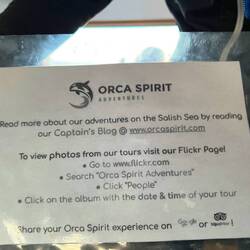 ORCA SPIRIT
ADVENTURES
Read more about our adventures on the Salish Sea by reading
our Captain's Blog @ www.orcaspirit.com
To view photos from our tours visit our Flickr Page!
• Go to www.flickr.com
• Search "Orca Spirit Adventures"
• Click "People"
• Click on the album with the date & time of your tour
Share your Orca Spirit experience on Google or tripadvisor!